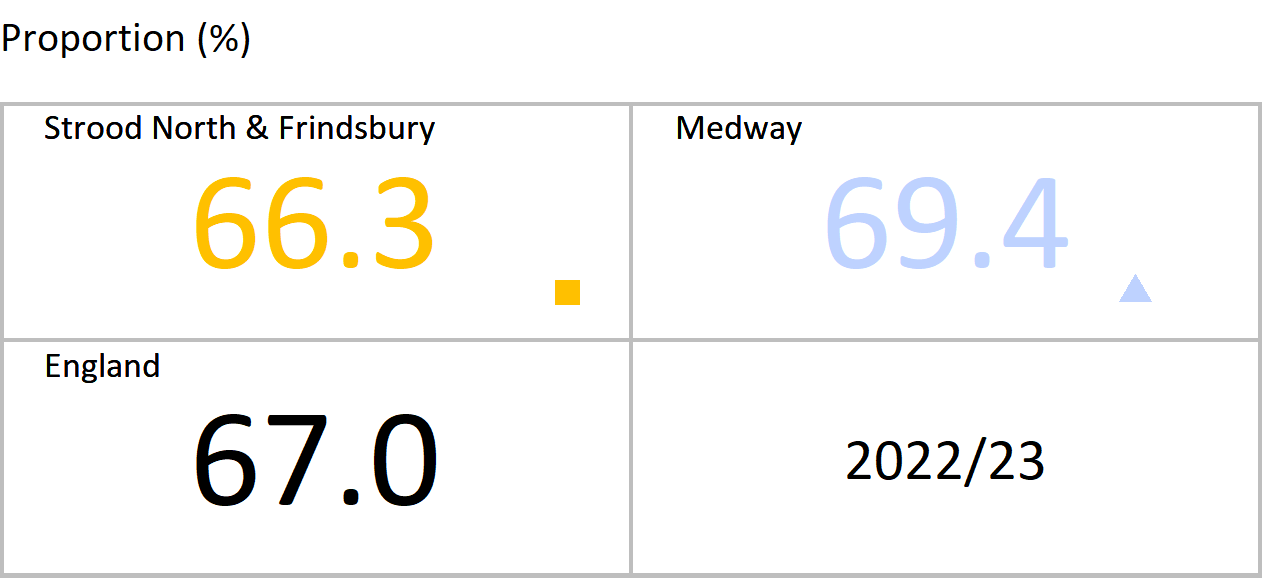 Proportion (%)
Strood North & Frindsbury
66.3
Medway
69.4
England
67.0
2022/23